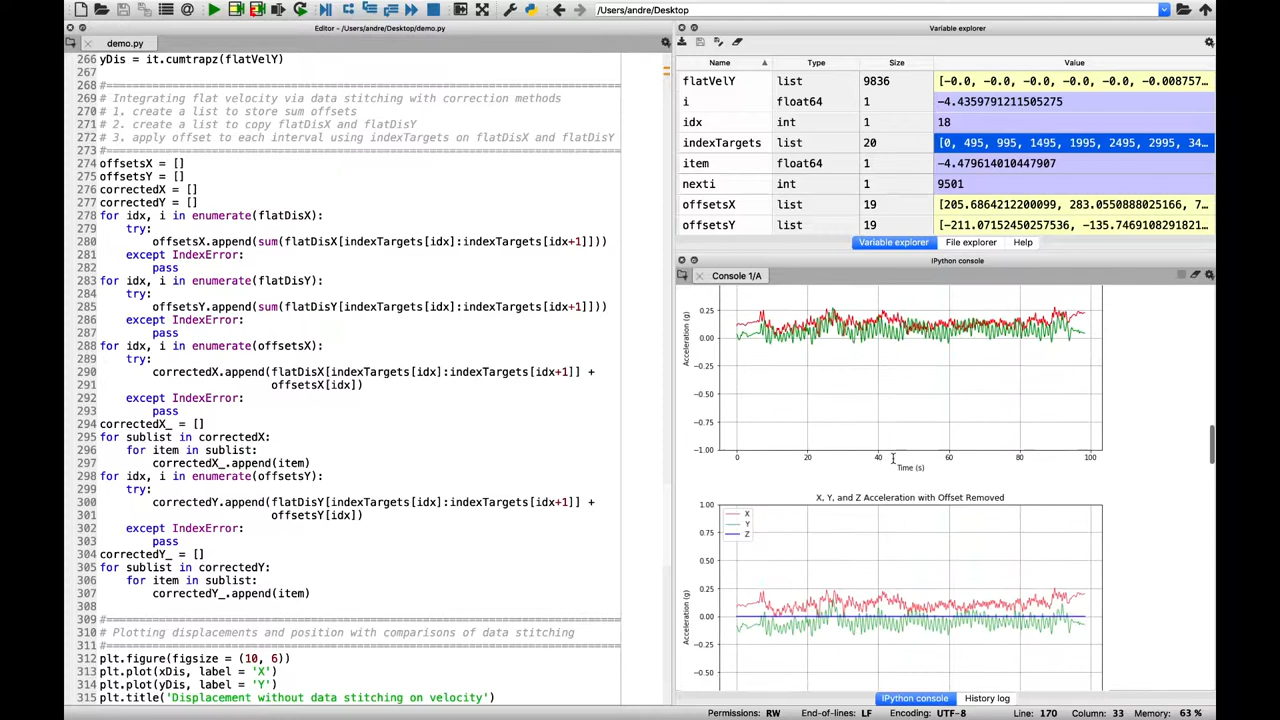 /Users/andre/Desktop
Editor - /Users/andre/Desktop/demo.py
demo.py
266 yDis = it.cumtrapz(flatVelY)
267
268 #==============================================================================
269 # Integrating flat velocity via data stitching with correction methods
270 # 1. create a list to store sum offsets
271 # 2. create a list to copy flatDisX and flatDisY
272 # 3. apply offset to each interval using indexTargets on flatDisX and flatDisY
273 #==============================================================================
274 offsetsX = []
275 offsetsY = []
276 correctedX = []
277 correctedY = []
278 for idx, i in enumerate(flatDisX):
279     try:
280         offsetsX.append(sum(flatDisX[indexTargets[idx]:indexTargets[idx+1]]))
281     except IndexError:
282         pass
283 for idx, i in enumerate(flatDisY):
284     try:
285         offsetsY.append(sum(flatDisY[indexTargets[idx]:indexTargets[idx+1]]))
286     except IndexError:
287         pass
288 for idx, i in enumerate(offsetsX):
289     try:
290         correctedX.append(flatDisX[indexTargets[idx]:indexTargets[idx+1]] +
291                           offsetsX[idx])
292     except IndexError:
293         pass
294 correctedX_ = []
295 for sublist in correctedX:
296     for item in sublist:
297         correctedX_.append(item)
298 for idx, i in enumerate(offsetsY):
299     try:
300         correctedY.append(flatDisY[indexTargets[idx]:indexTargets[idx+1]] +
301                           offsetsY[idx])
302     except IndexError:
303         pass
304 correctedY_ = []
305 for sublist in correctedY:
306     for item in sublist:
307         correctedY_.append(item)
308
309 #==============================================================================
310 # Plotting displacements and position with comparisons of data stitching
311 #==============================================================================
312 plt.figure(figsize = (10, 6))
313 plt.plot(xDis, label = 'X')
314 plt.plot(yDis, label = 'Y')
315 plt.title('Displacement without data stitching on velocity')
Variable explorer
Name Type Size Value
flatVelY list 9836 [-0.0, -0.0, -0.0, -0.0, -0.0, -0.008757...
i float64 1 -4.4359791211505275
idx int 1 18
indexTargets list 20 [0, 495, 995, 1495, 1995, 2495, 2995, 34...
item float64 1 -4.479614010447907
nexti int 1 9501
offsetsX list 19 [205.6864212200099, 283.0550888025166, 7...
offsetsY list 19 [-211.07152450257536, -135.7469108291821...
Variable explorer File explorer Help
IPython console
Console 1/A
0.25
0.00
−0.25
−0.50
−0.75
−1.00
Acceleration (g)
0 20 40 60 80 100
Time (s)
X, Y, and Z Acceleration with Offset Removed
1.00
0.75
0.50
0.25
0.00
−0.25
−0.50
Acceleration (g)
X
Y
Z
IPython console History log
Permissions: RW End-of-lines: LF Encoding: UTF-8 Line: 170 Column: 33 Memory: 63 %